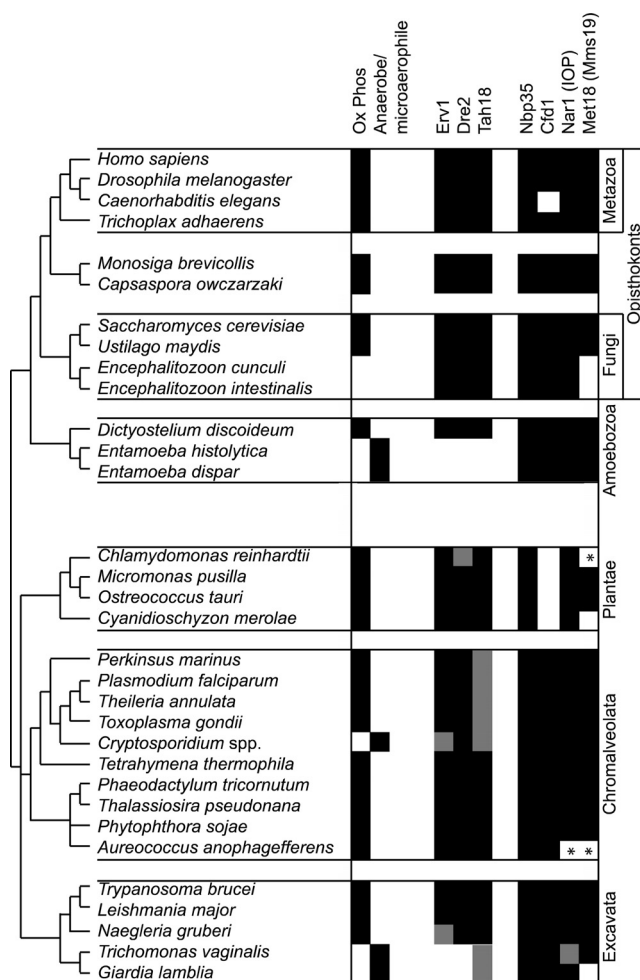 Ox Phos
Anaerobe/
microaerophile
Erv1
Dre2
Tah18
Nbp35
Cfd1
Nar1 (IOP)
Met18 (Mms19)
Homo sapiens
Drosophila melanogaster
Caenorhabditis elegans
Trichoplax adhaerens
Metazoa
Monosiga brevicollis
Capsaspora owczarzaki
Opisthokonts
Saccharomyces cerevisiae
Ustilago maydis
Encephalitozoon cunculi
Encephalitozoon intestinalis
Fungi
Dictyostelium discoideum
Entamoeba histolytica
Entamoeba dispar
Amoebozoa
Chlamydomonas reinhardtii *
Micromonas pusilla
Ostreococcus tauri
Cyanidioschyzon merolae
Plantae
Perkinsus marinus
Plasmodium falciparum
Theileria annulata
Toxoplasma gondii
Cryptosporidium spp.
Tetrahymena thermophila
Phaeodactylum tricornutum
Thalassiosira pseudonana
Phytophthora sojae
Aureococcus anophagefferens * *
Chromalveolata
Trypanosoma brucei
Leishmania major
Naegleria gruberi
Trichomonas vaginalis
Giardia lamblia
Excavata